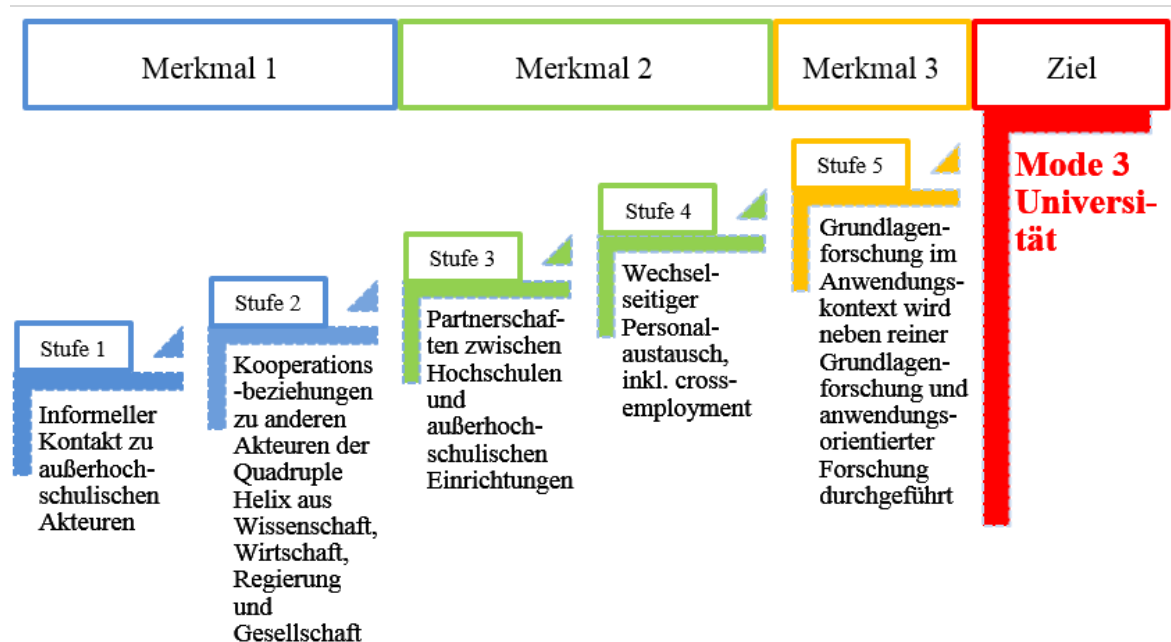 Merkmal 1
Merkmal 2
Merkmal 3
Ziel
Stufe 1
Informeller
Kontakt zu
außerhoch-
schulischen
Akteuren
Stufe 2
Kooperations
-beziehungen
zu anderen
Akteuren der
Quadruple
Helix aus
Wissenschaft,
Wirtschaft,
Regierung
und
Gesellschaft
Stufe 3
Partnerschaf-
ten zwischen
Hochschulen
und
außerhoch-
schulischen
Einrichtungen
Stufe 4
Wechsel-
seitiger
Personal-
austausch,
inkl. cross-
employment
Stufe 5
Grundlagen-
forschung im
Anwendungs-
kontext wird
neben reiner
Grundlagen-
forschung und
anwendungs-
orientierter
Forschung
durchgeführt
Mode 3
Universi-
tät